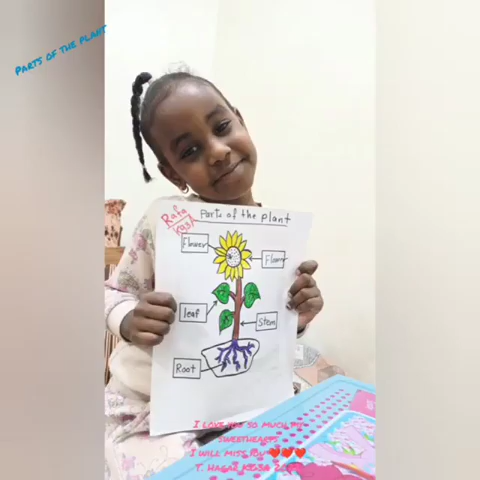 Parts of the plant
Rafa
Parts of the plant
Flower
Flower
leaf
Stem
Root
I love you so much my
sweethearts
I will miss you ❤❤❤